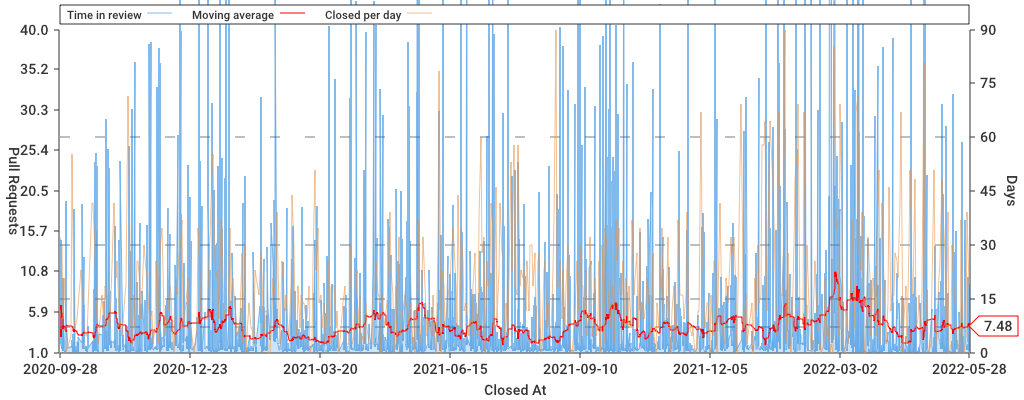 Time in review Moving average Closed per day
40.0 90
35.2 75
30.3
25.4 60
20.5 45
15.7 30
10.8 15
5.9 7.48
1.0 0
Pull Requests
Days
2020-09-28 2020-12-23 2021-03-20 2021-06-15 2021-09-10 2021-12-05 2022-03-02 2022-05-28
Closed At